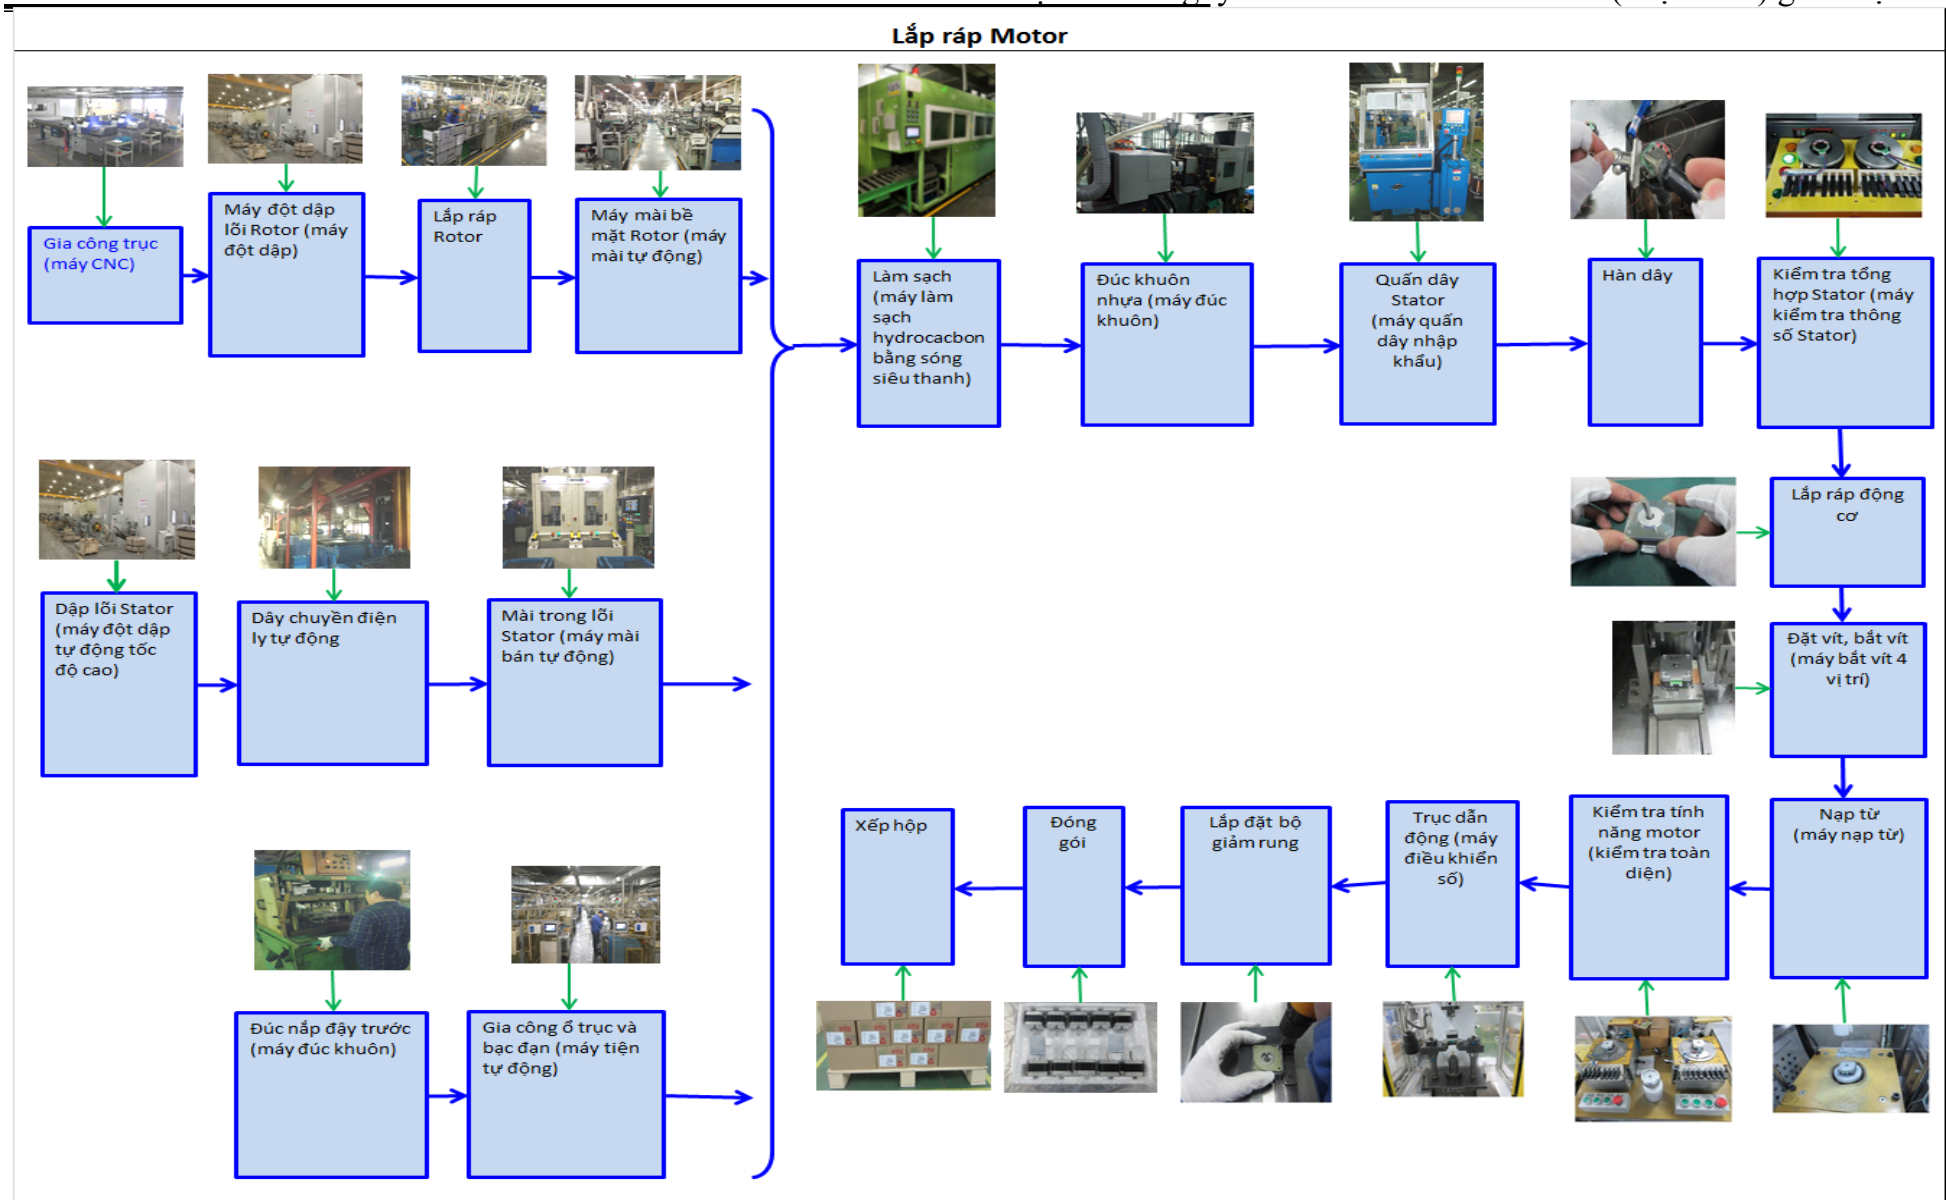 Lắp ráp Motor
Gia công trục
(máy CNC)
Máy đột dập
lõi Rotor (máy
đột dập)
Lắp ráp
Rotor
Máy mài bề
mặt Rotor (máy
mài tự động)
Làm sạch
(máy làm
sạch
hydrocacbon
bằng sóng
siêu thanh)
Đúc khuôn
nhựa (máy đúc
khuôn)
Quấn dây
Stator
(máy quấn
dây nhập
khẩu)
Hàn dây
Kiểm tra tổng
hợp Stator (máy
kiểm tra thông
số Stator)
Dập lõi Stator
(máy đột dập
tự động tốc
độ cao)
Dây chuyền điện
ly tự động
Mài trong lõi
Stator (máy mài
bán tự động)
Đúc nắp đậy trước
(máy đúc khuôn)
Gia công ổ trục và
bạc đạn (máy tiện
tự động)
Lắp ráp động
cơ
Đặt vít, bắt vít
(máy bắt vít 4
vị trí)
Nạp từ
(máy nạp từ)
Kiểm tra tính
năng motor
(kiểm tra toàn
diện)
Trục dẫn
động (máy
điều khiển
số)
Lắp đặt bộ
giảm rung
Đóng
gói
Xếp hộp